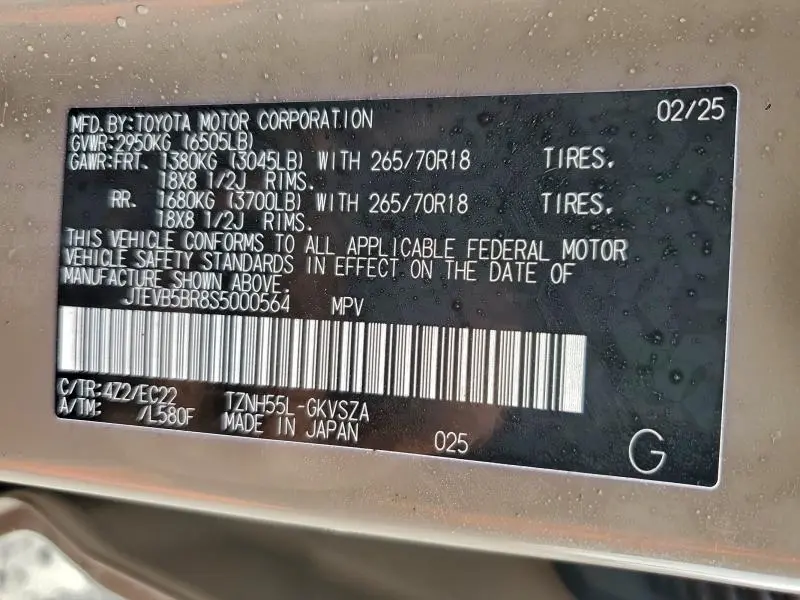 MFD. BY: TOYOTA MOTOR CORPORATION 02/25
GVWR: 2950KG (6505LB)
GAWR: FRT. 1380KG (3045LB) WITH 265/70R18 TIRES.
18X8 1/2J RIMS.
RR. 1680KG (3700LB) WITH 265/70R18 TIRES.
18X8 1/2J RIMS.
THIS VEHICLE CONFORMS TO ALL APPLICABLE FEDERAL MOTOR
VEHICLE SAFETY STANDARDS IN EFFECT ON THE DATE OF
MANUFACTURE SHOWN ABOVE.
JTEVB5BR8S5000564 MPV
C/TR: 4Z2/EC22 TZNH55L-GKVSZA
A/TM: /L580F MADE IN JAPAN 025 G